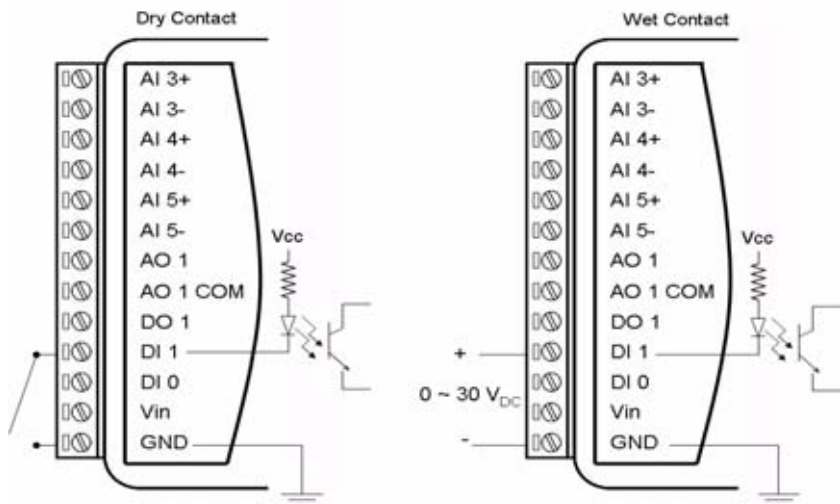 Dry Contact
AI 3+
AI 3-
AI 4+
AI 4-
AI 5+
AI 5-
AO 1
AO 1 COM
DO 1
DI 1
DI 0
Vin
GND
Vcc
Wet Contact
AI 3+
AI 3-
AI 4+
AI 4-
AI 5+
AI 5-
AO 1
AO 1 COM
DO 1
DI 1
DI 0
Vin
GND
Vcc
+
0 ~ 30 VDC
-